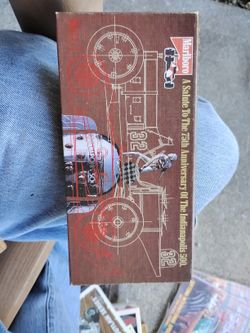 Marlboro
A Salute To The 75th Anniversary Of The Indianapolis 500.
32
32